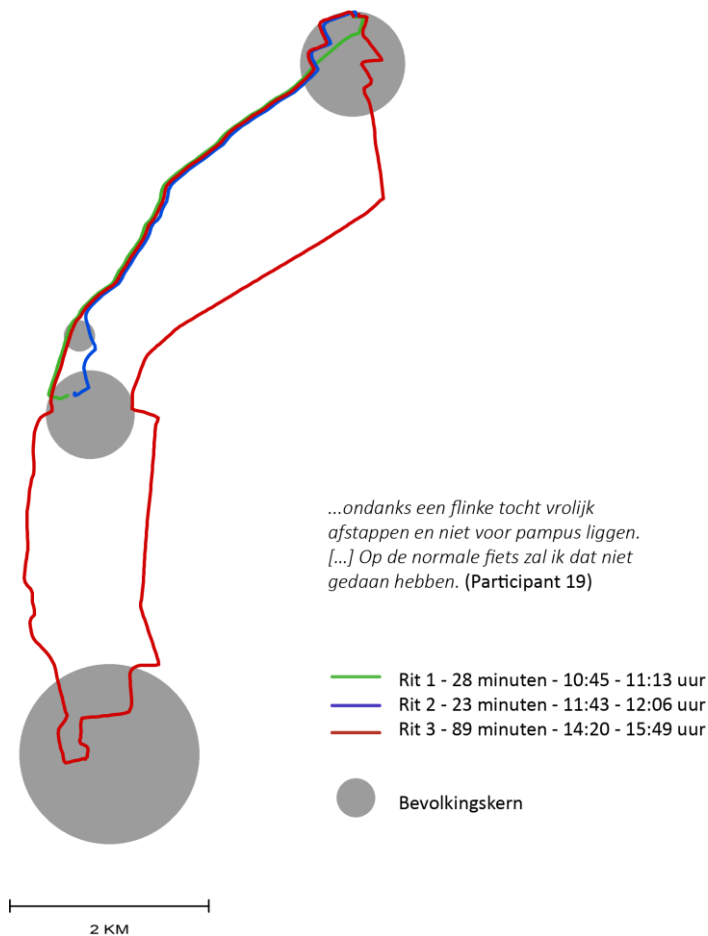 ...ondanks een flinke tocht vrolijk
afstappen en niet voor pampus liggen.
[...] Op de normale fiets zal ik dat niet
gedaan hebben. (Participant 19)
Rit 1 - 28 minuten - 10:45 - 11:13 uur
Rit 2 - 23 minuten - 11:43 - 12:06 uur
Rit 3 - 89 minuten - 14:20 - 15:49 uur
Bevolkingskern
2 KM